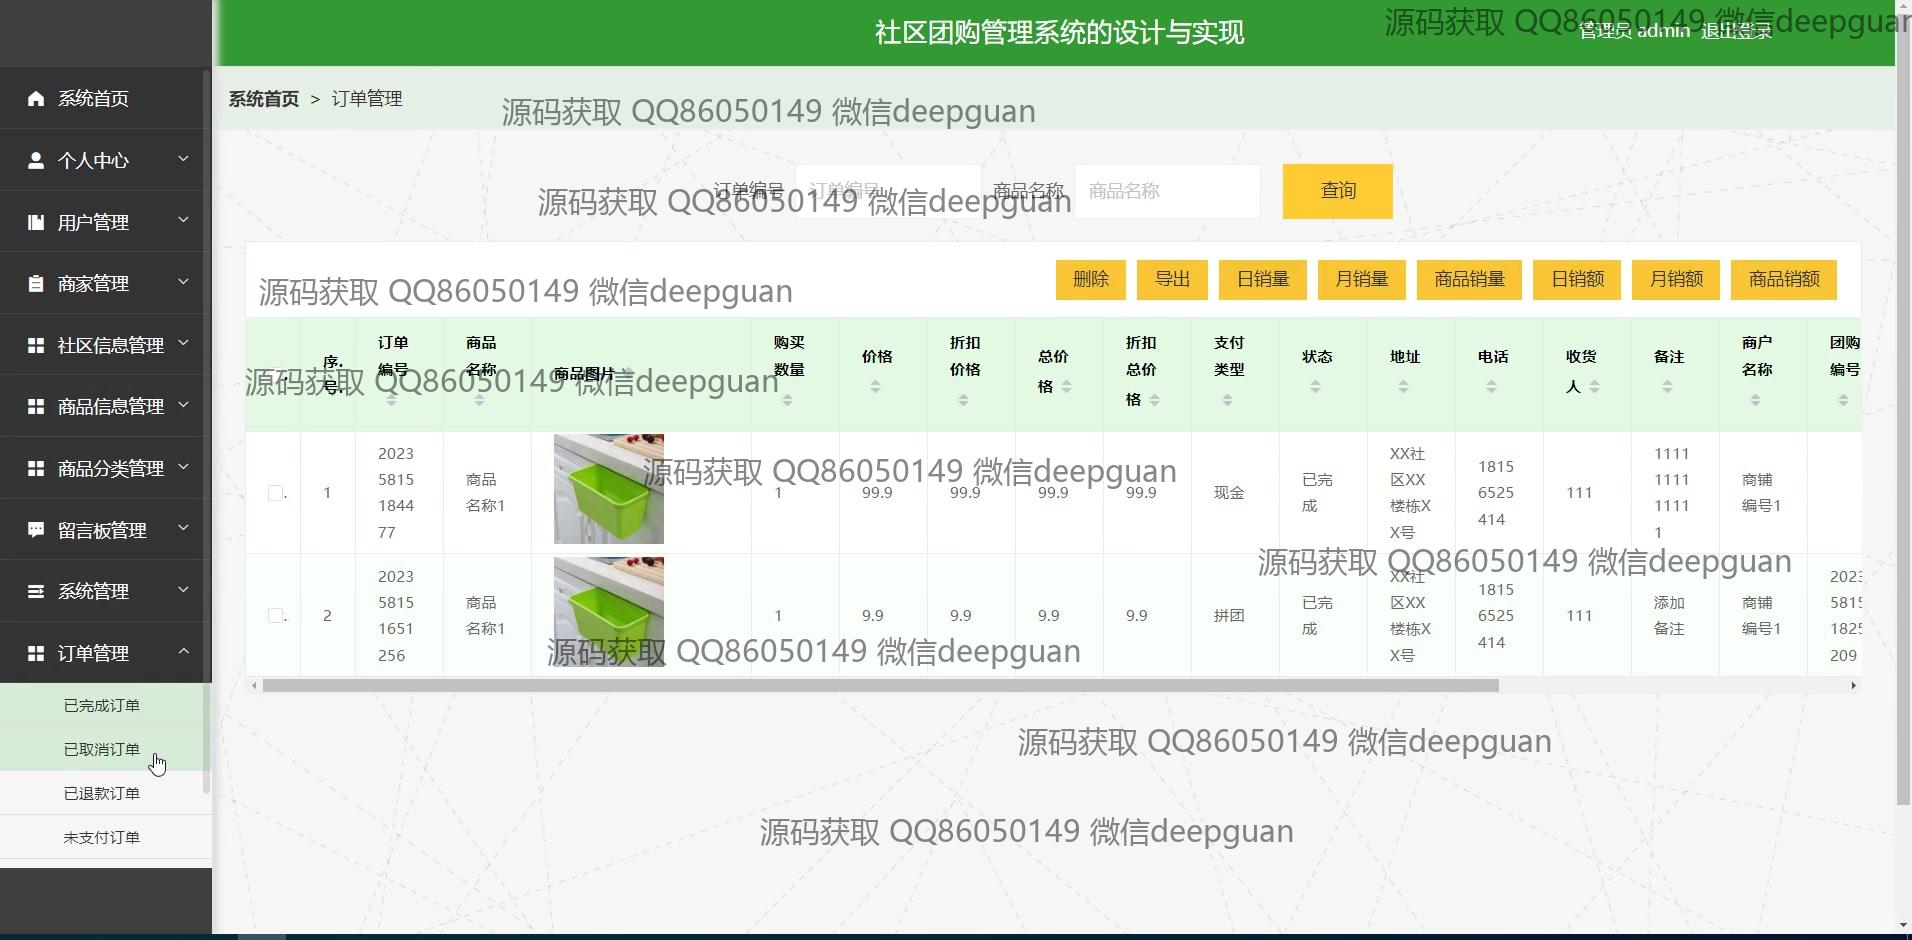 社区团购管理系统的设计与实现
源码获取 QQ86050149 微信deepguan
管理员 admin 退出登录
系统首页
个人中心
用户管理
商家管理
社区信息管理
商品信息管理
商品分类管理
留言板管理
系统管理
订单管理
已完成订单
已取消订单
已退款订单
未支付订单
系统首页 > 订单管理
源码获取 QQ86050149 微信deepguan
订单编号 订单编号 商品名称 商品名称 查询
源码获取 QQ86050149 微信deepguan
删除 导出 日销量 月销量 商品销量 日销额 月销额 商品销额
源码获取 QQ86050149 微信deepguan
序.
号.
订单
编号
商品
名称
商品图片
购买
数量
价格
折扣
价格
总价
格
折扣
总价
格
支付
类型
状态
地址
电话
收货
人
备注
商户
名称
团购
编号
源码获取 QQ86050149 微信deepguan
1
2023
5815
1844
77
商品
名称1
1
99.9
99.9
99.9
99.9
现金
已完
成
XX社
区XX
楼栋X
X号
1815
6525
414
111
1111
1111
1111
1
商铺
编号1
源码获取 QQ86050149 微信deepguan
源码获取 QQ86050149 微信deepguan
2
2023
5815
1651
256
商品
名称1
1
9.9
9.9
9.9
9.9
拼团
已完
成
XX社
区XX
楼栋X
X号
1815
6525
414
111
添加
备注
商铺
编号1
2023
5815
1825
209
源码获取 QQ86050149 微信deepguan
源码获取 QQ86050149 微信deepguan
源码获取 QQ86050149 微信deepguan